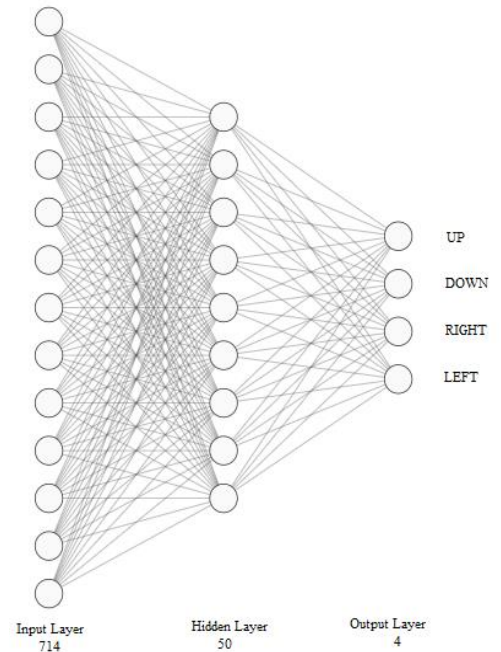 UP
DOWN
RIGHT
LEFT
Input Layer
714
Hidden Layer
50
Output Layer
4